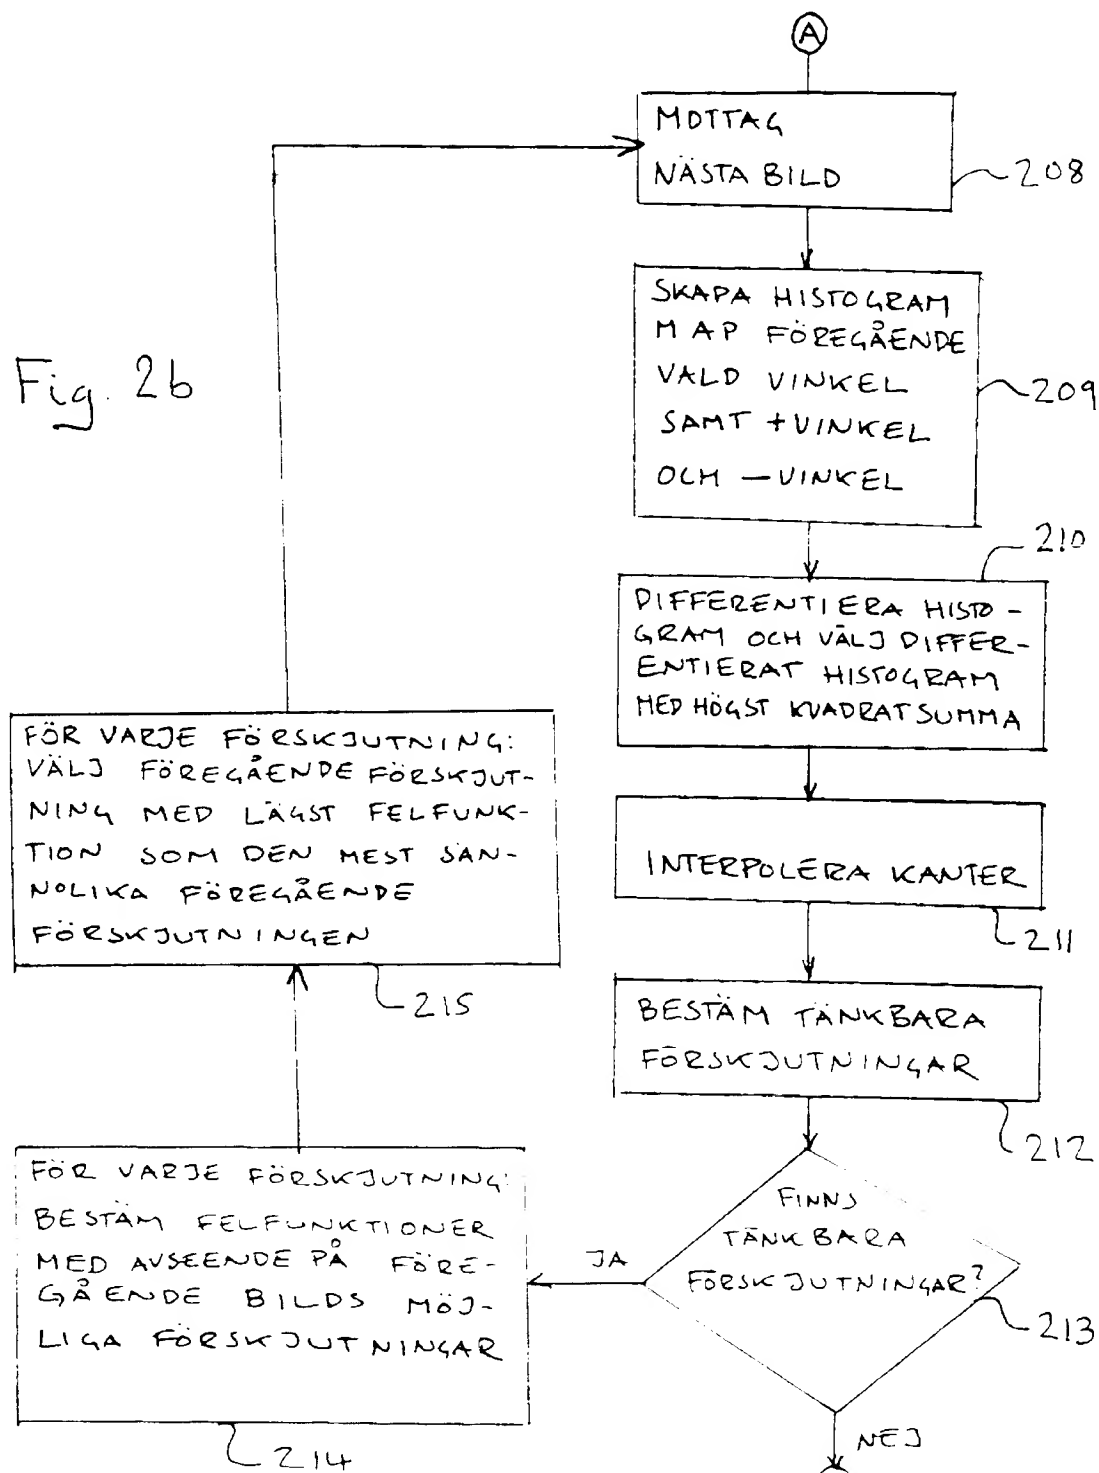 A
MOTTAG
NÄSTA BILD
208
SKAPA HISTOGRAM
M AP FÖREGÅENDE
VALD VINKEL
SAMT +VINKEL
OCH —VINKEL
209
Fig. 2b
210
DIFFERENTIERA HISTO-
GRAM OCH VÄLJ DIFFER-
ENTIERAT HISTOGRAM
MED HÖGST KVADRATSUMMA
INTERPOLERA KANTER
211
BESTÄM TÄNKBARA
FÖRSKJUTNINGAR
212
FINNS
TÄNKBARA
FÖRSKJUTNINGAR?
213
JA
NEJ
FÖR VARJE FÖRSKJUTNING:
BESTÄM FELFUNKTIONER
MED AVSEENDE PÅ FÖRE-
GÅENDE BILDS MÖJ-
LIGA FÖRSKJUTNINGAR
214
FÖR VARJE FÖRSKJUTNING:
VÄLJ FÖREGÅENDE FÖRSKJUT-
NING MED LÄGST FELFUNK-
TION SOM DEN MEST SAN-
NOLIKA FÖREGÅENDE
FÖRSKJUTNINGEN
215